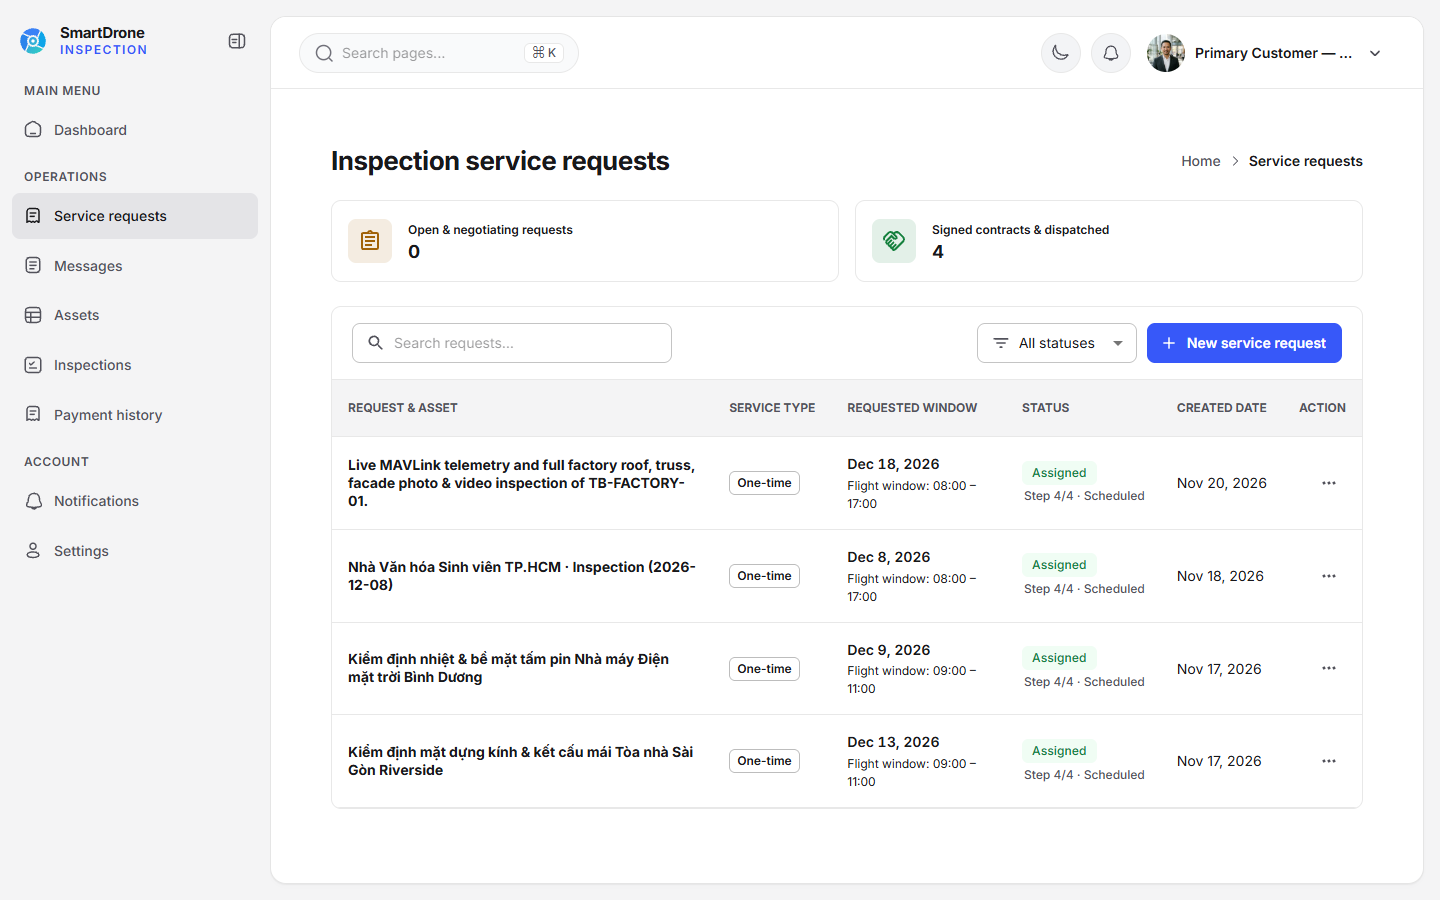 SmartDrone
INSPECTION
MAIN MENU
Dashboard
OPERATIONS
Service requests
Messages
Assets
Inspections
Payment history
ACCOUNT
Notifications
Settings
Search pages...
⌘ K
Primary Customer — ...
Inspection service requests
Home > Service requests
Open & negotiating requests
0
Signed contracts & dispatched
4
Search requests...
All statuses
+ New service request
REQUEST & ASSET SERVICE TYPE REQUESTED WINDOW STATUS CREATED DATE ACTION
Live MAVLink telemetry and full factory roof, truss,
facade photo & video inspection of TB-FACTORY-
01.
One-time
Dec 18, 2026
Flight window: 08:00 –
17:00
Assigned
Step 4/4 · Scheduled
Nov 20, 2026
Nhà Văn hóa Sinh viên TP.HCM · Inspection (2026-
12-08)
One-time
Dec 8, 2026
Flight window: 08:00 –
17:00
Assigned
Step 4/4 · Scheduled
Nov 18, 2026
Kiểm định nhiệt & bề mặt tấm pin Nhà máy Điện
mặt trời Bình Dương
One-time
Dec 9, 2026
Flight window: 09:00 –
11:00
Assigned
Step 4/4 · Scheduled
Nov 17, 2026
Kiểm định mặt dựng kính & kết cấu mái Tòa nhà Sài
Gòn Riverside
One-time
Dec 13, 2026
Flight window: 09:00 –
11:00
Assigned
Step 4/4 · Scheduled
Nov 17, 2026